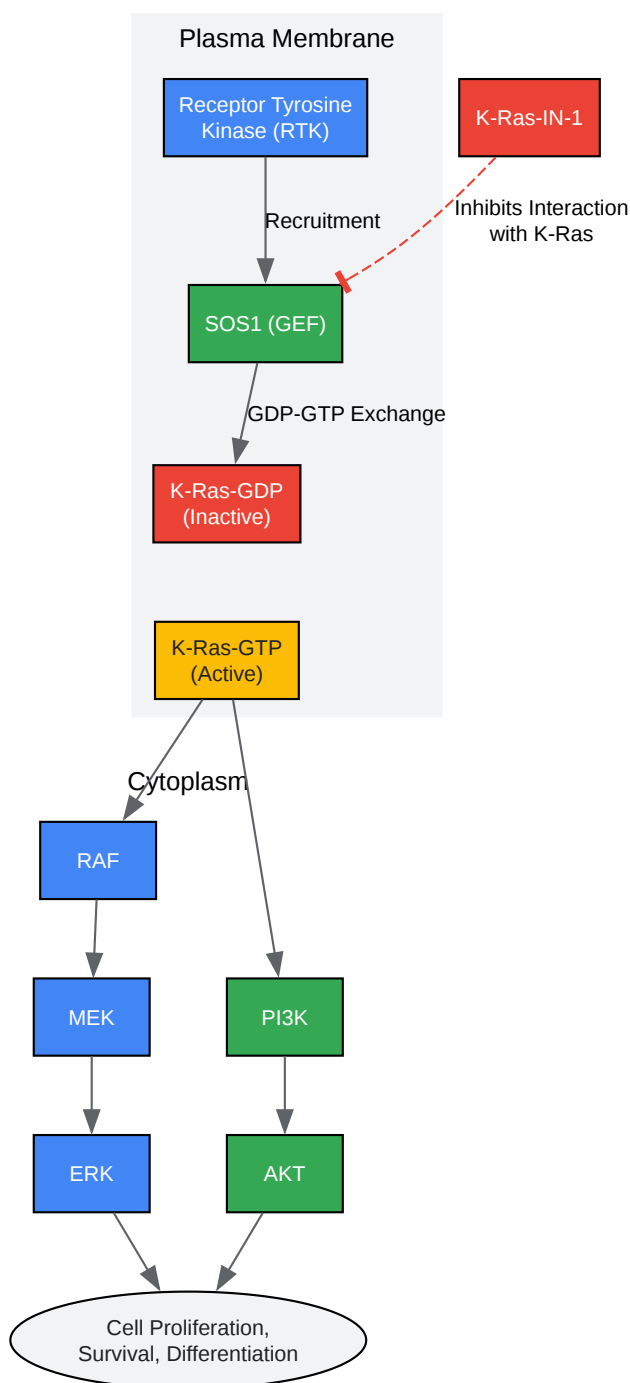 Plasma Membrane
Receptor Tyrosine
Kinase (RTK)
K-Ras-IN-1
Recruitment
Inhibits Interaction
with K-Ras
SOS1 (GEF)
GDP-GTP Exchange
K-Ras-GDP
(Inactive)
K-Ras-GTP
(Active)
Cytoplasm
RAF
MEK
PI3K
ERK
AKT
Cell Proliferation,
Survival, Differentiation